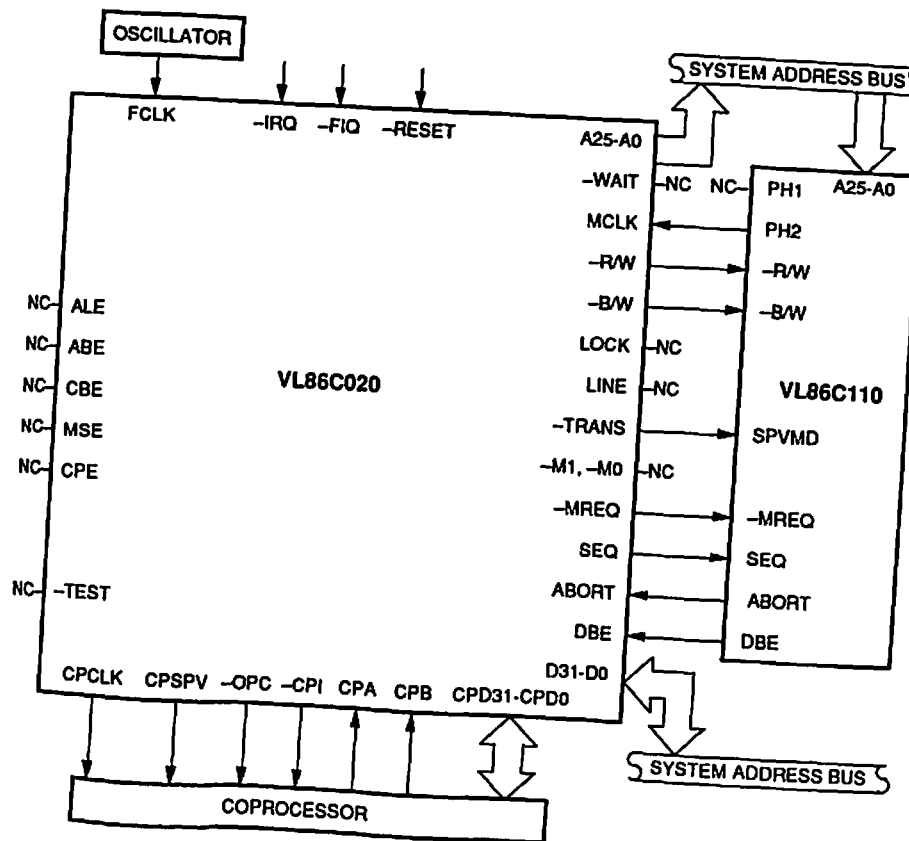 OSCILLATOR
SYSTEM ADDRESS BUS
FCLK
–IRQ
–FIQ
–RESET
A25-A0
–WAIT
–NC
NC–
PH1
A25-A0
MCLK
PH2
–R/W
–R/W
–B/W
–B/W
NC–
ALE
NC–
ABE
LOCK
–NC
NC–
CBE
VL86C020
LINE
–NC
VL86C110
NC–
MSE
–TRANS
SPVMD
NC–
CPE
–M1, –M0
–NC
–MREQ
–MREQ
SEQ
SEQ
NC–
–TEST
ABORT
ABORT
DBE
DBE
D31-D0
CPCLK
CPSPV
–OPC
–CPI
CPA
CPB
CPD31-CPD0
SYSTEM ADDRESS BUS
COPROCESSOR